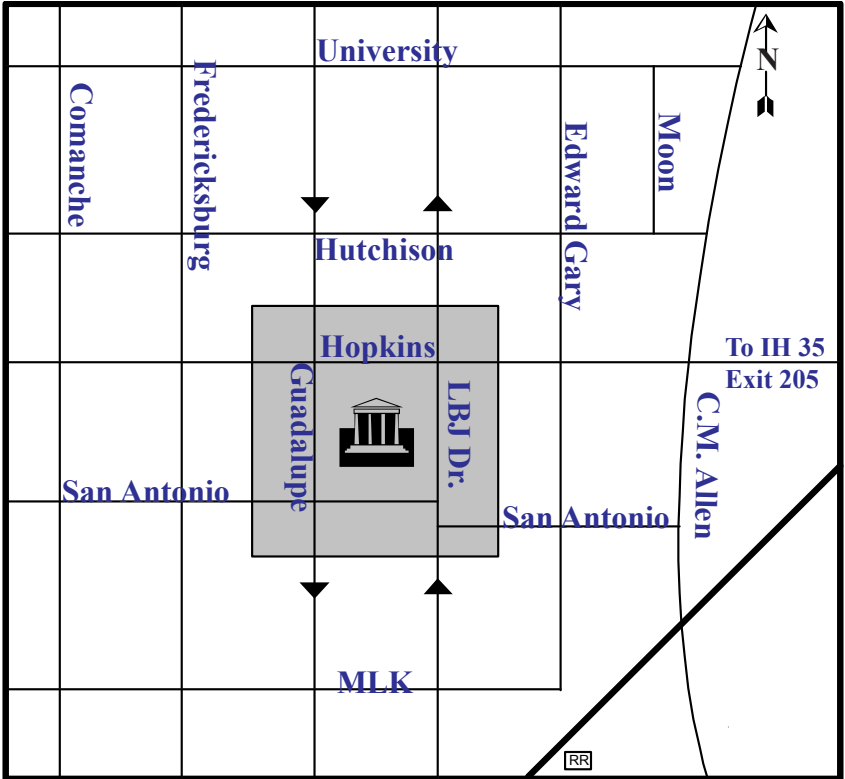 University
N
Comanche
Fredericksburg
Edward Gary
Moon
Hutchison
Hopkins
To IH 35
Exit 205
Guadalupe
LBJ Dr.
C.M. Allen
San Antonio
San Antonio
MLK
RR